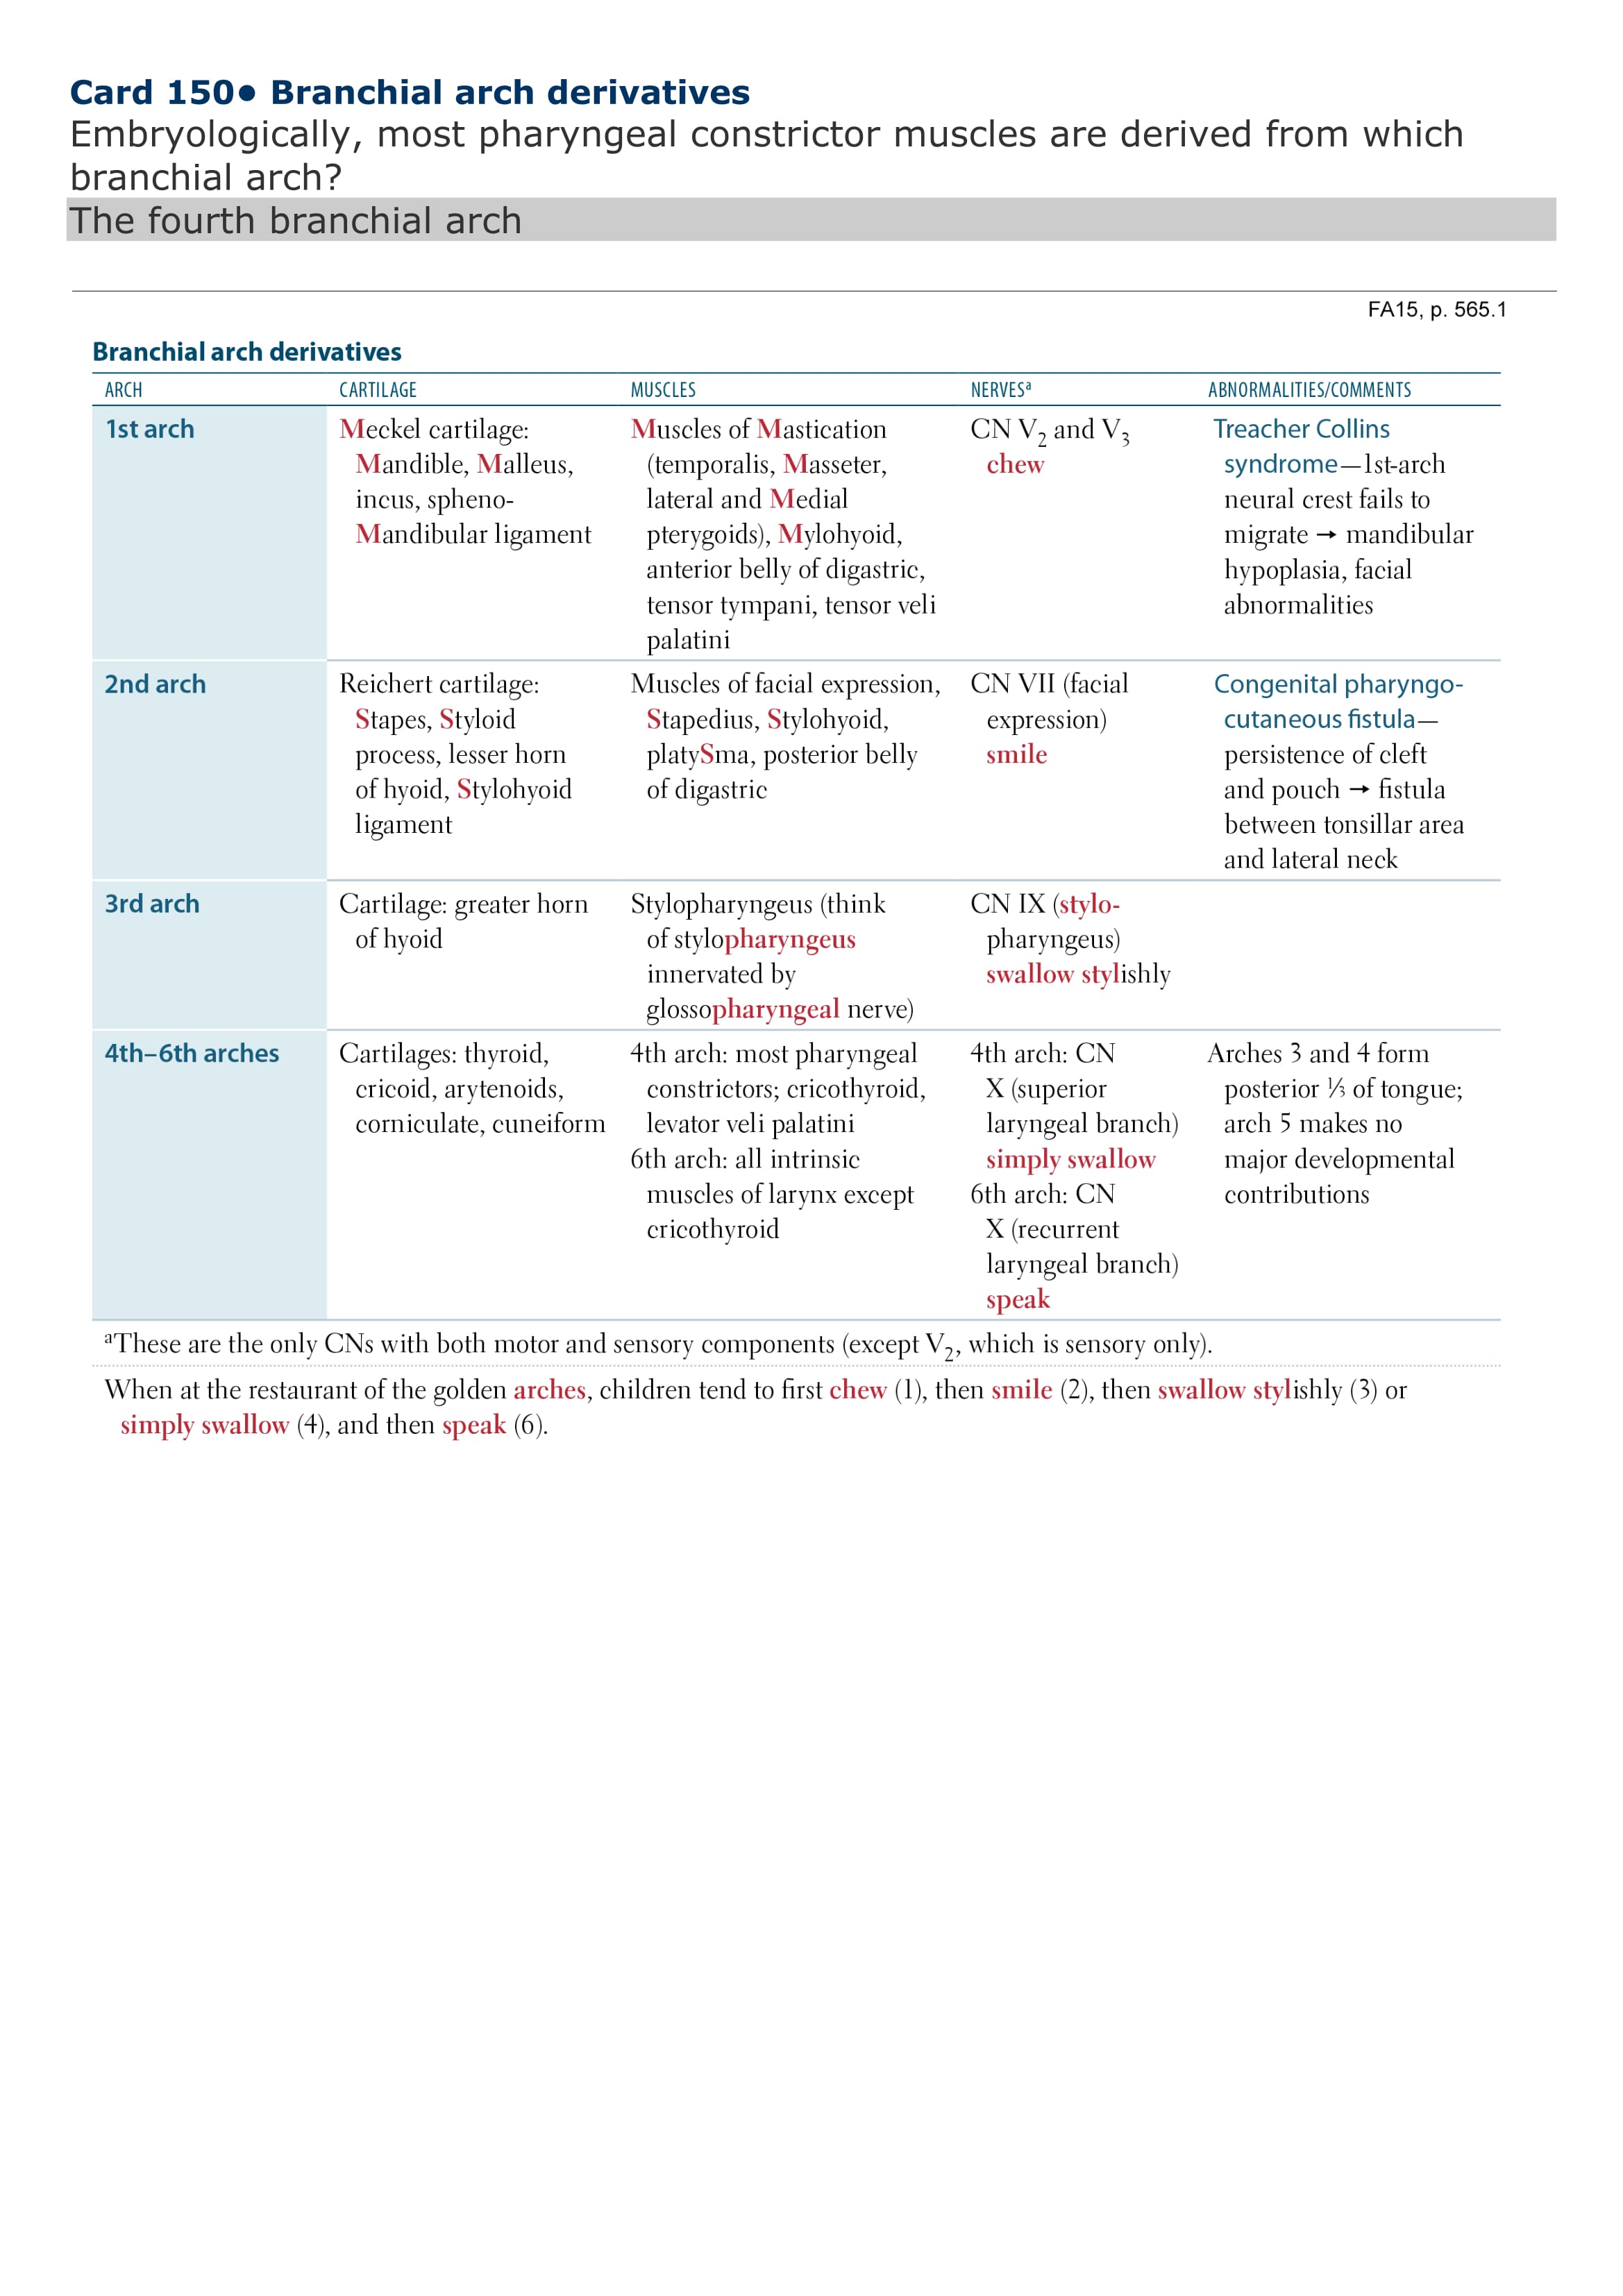 Card 150• Branchial arch derivatives
Embryologically, most pharyngeal constrictor muscles are derived from which
branchial arch?
The fourth branchial arch
FA15, p. 565.1
Branchial arch derivatives
ARCH CARTILAGE MUSCLES NERVESᵃ ABNORMALITIES/COMMENTS
1st arch
Meckel cartilage:
Mandible, Malleus,
incus, spheno-
Mandibular ligament
Muscles of Mastication
(temporalis, Masseter,
lateral and Medial
pterygoids), Mylohyoid,
anterior belly of digastric,
tensor tympani, tensor veli
palatini
CN V₂ and V₃
chew
Treacher Collins
syndrome—1st-arch
neural crest fails to
migrate → mandibular
hypoplasia, facial
abnormalities
2nd arch
Reichert cartilage:
Stapes, Styloid
process, lesser horn
of hyoid, Stylohyoid
ligament
Muscles of facial expression,
Stapedius, Stylohyoid,
platySma, posterior belly
of digastric
CN VII (facial
expression)
smile
Congenital pharyngo-
cutaneous fistula—
persistence of cleft
and pouch → fistula
between tonsillar area
and lateral neck
3rd arch
Cartilage: greater horn
of hyoid
Stylopharyngeus (think
of stylopharyngeus
innervated by
glossopharyngeal nerve)
CN IX (stylo-
pharyngeus)
swallow stylishly
4th–6th arches
Cartilages: thyroid,
cricoid, arytenoids,
corniculate, cuneiform
4th arch: most pharyngeal
constrictors; cricothyroid,
levator veli palatini
6th arch: all intrinsic
muscles of larynx except
cricothyroid
4th arch: CN
X (superior
laryngeal branch)
simply swallow
6th arch: CN
X (recurrent
laryngeal branch)
speak
Arches 3 and 4 form
posterior ⅓ of tongue;
arch 5 makes no
major developmental
contributions
ᵃThese are the only CNs with both motor and sensory components (except V₂, which is sensory only).
When at the restaurant of the golden arches, children tend to first chew (1), then smile (2), then swallow stylishly (3) or
simply swallow (4), and then speak (6).